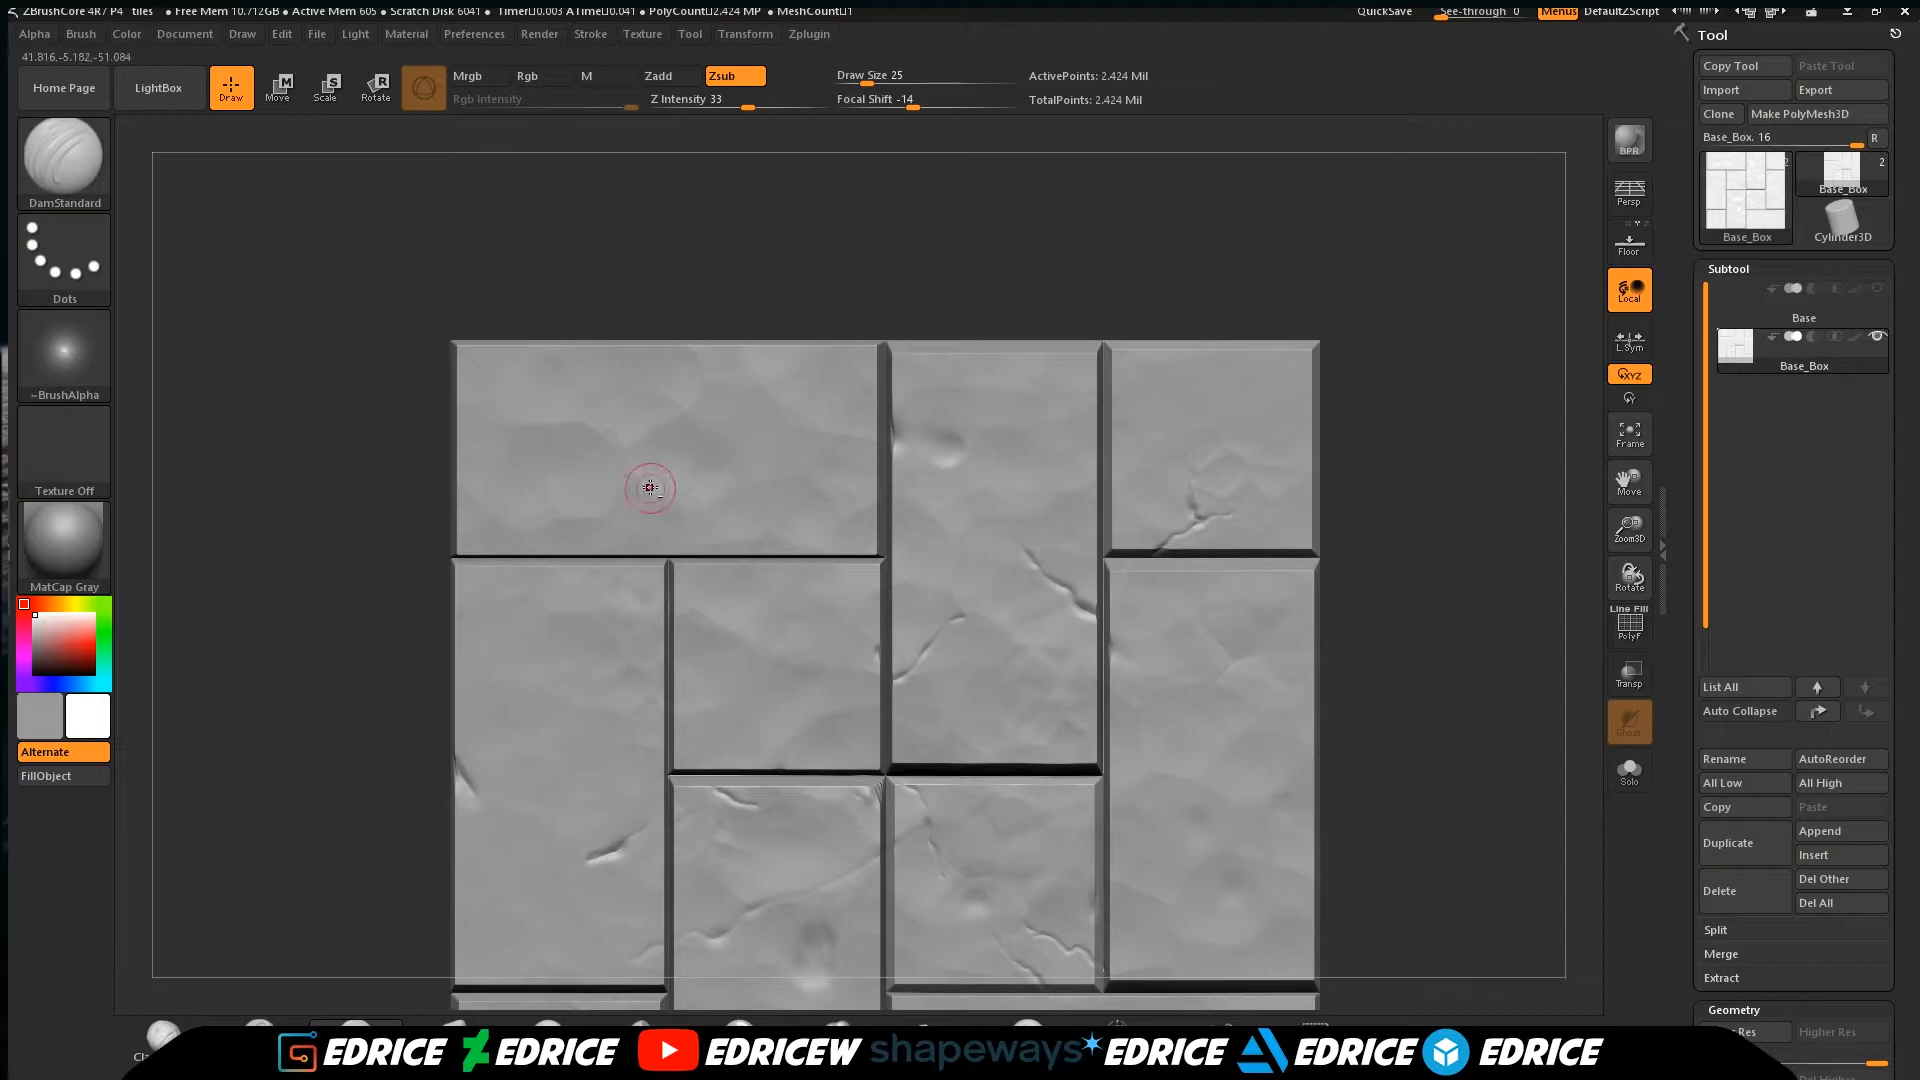 ZBrushCore 4R7 P4 tiles • Free Mem 10.712GB • Active Mem 605 • Scratch Disk 6041 • Timer□0.003 ATime□0.041 • PolyCount□2.424 MP • MeshCount□1 QuickSave See-through 0 Menus DefaultZScript
Alpha Brush Color Document Draw Edit File Light Material Preferences Render Stroke Texture Tool Transform Zplugin
41.816,-5.182,-51.084
Home Page LightBox Draw Move Scale Rotate
Mrgb Rgb M Zadd Zsub
Rgb Intensity Z Intensity 33
Draw Size 25
Focal Shift -14
ActivePoints: 2.424 Mil
TotalPoints: 2.424 Mil
DamStandard
Dots
~BrushAlpha
Texture Off
MatCap Gray
Alternate
FillObject
BPR
Persp
Floor
Local
L.Sym
XYZ
Y
Frame
Move
Zoom3D
Rotate
Line Fill
PolyF
Transp
Ghost
Solo
Tool
Copy Tool Paste Tool
Import Export
Clone Make PolyMesh3D
Base_Box. 16 R
2 2
Base_Box
Base_Box Cylinder3D
Subtool
Base
Base_Box
List All
Auto Collapse
Rename AutoReorder
All Low All High
Copy Paste
Duplicate Append
Insert
Delete Del Other
Del All
Split
Merge
Extract
Geometry
Res Higher Res
EDRICE EDRICE EDRICEW shapeways EDRICE EDRICE EDRICE